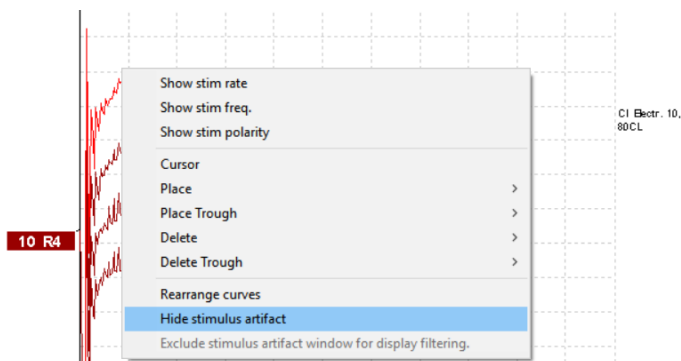 Show stim rate
Show stim freq.
Show stim polarity
CI Electr. 10,
80CL
Cursor
Place
Place Trough
Delete
10 R4
Delete Trough
Rearrange curves
Hide stimulus artifact
Exclude stimulus artifact window for display filtering.